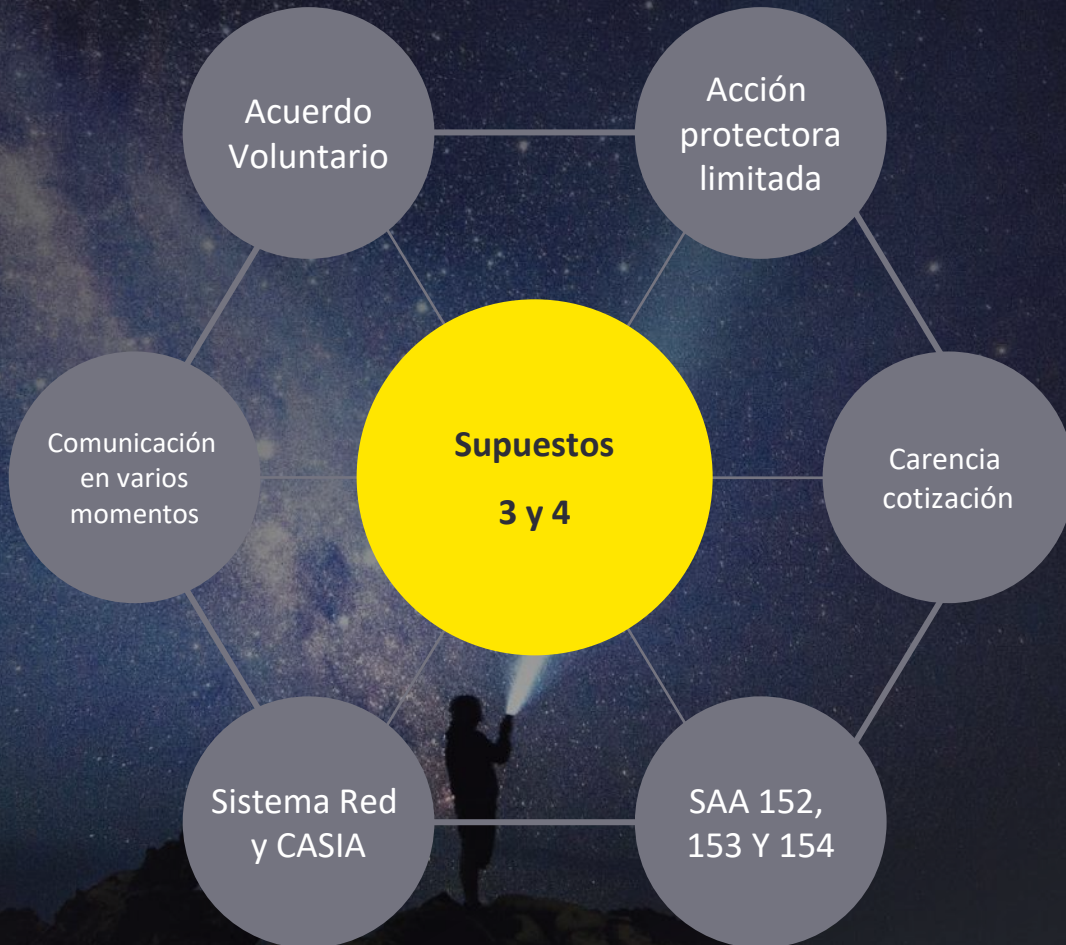 Acuerdo
Voluntario
Acción
protectora
limitada
Comunicación
en varios
momentos
Supuestos
3 y 4
Carencia
cotización
Sistema Red
y CASIA
SAA 152,
153 Y 154